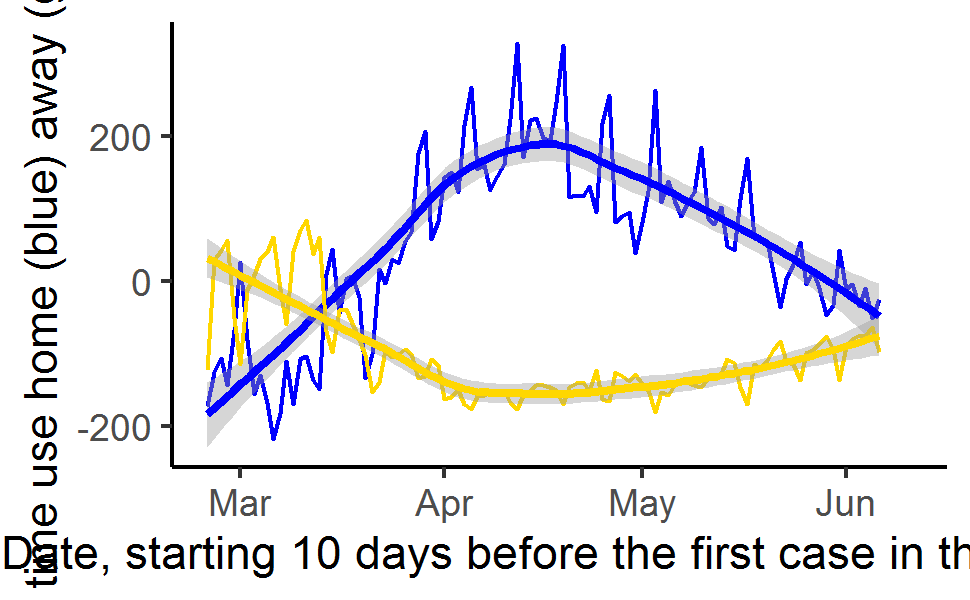 time use home (blue) away (
200
0
-200
Mar Apr May Jun
Date, starting 10 days before the first case in th